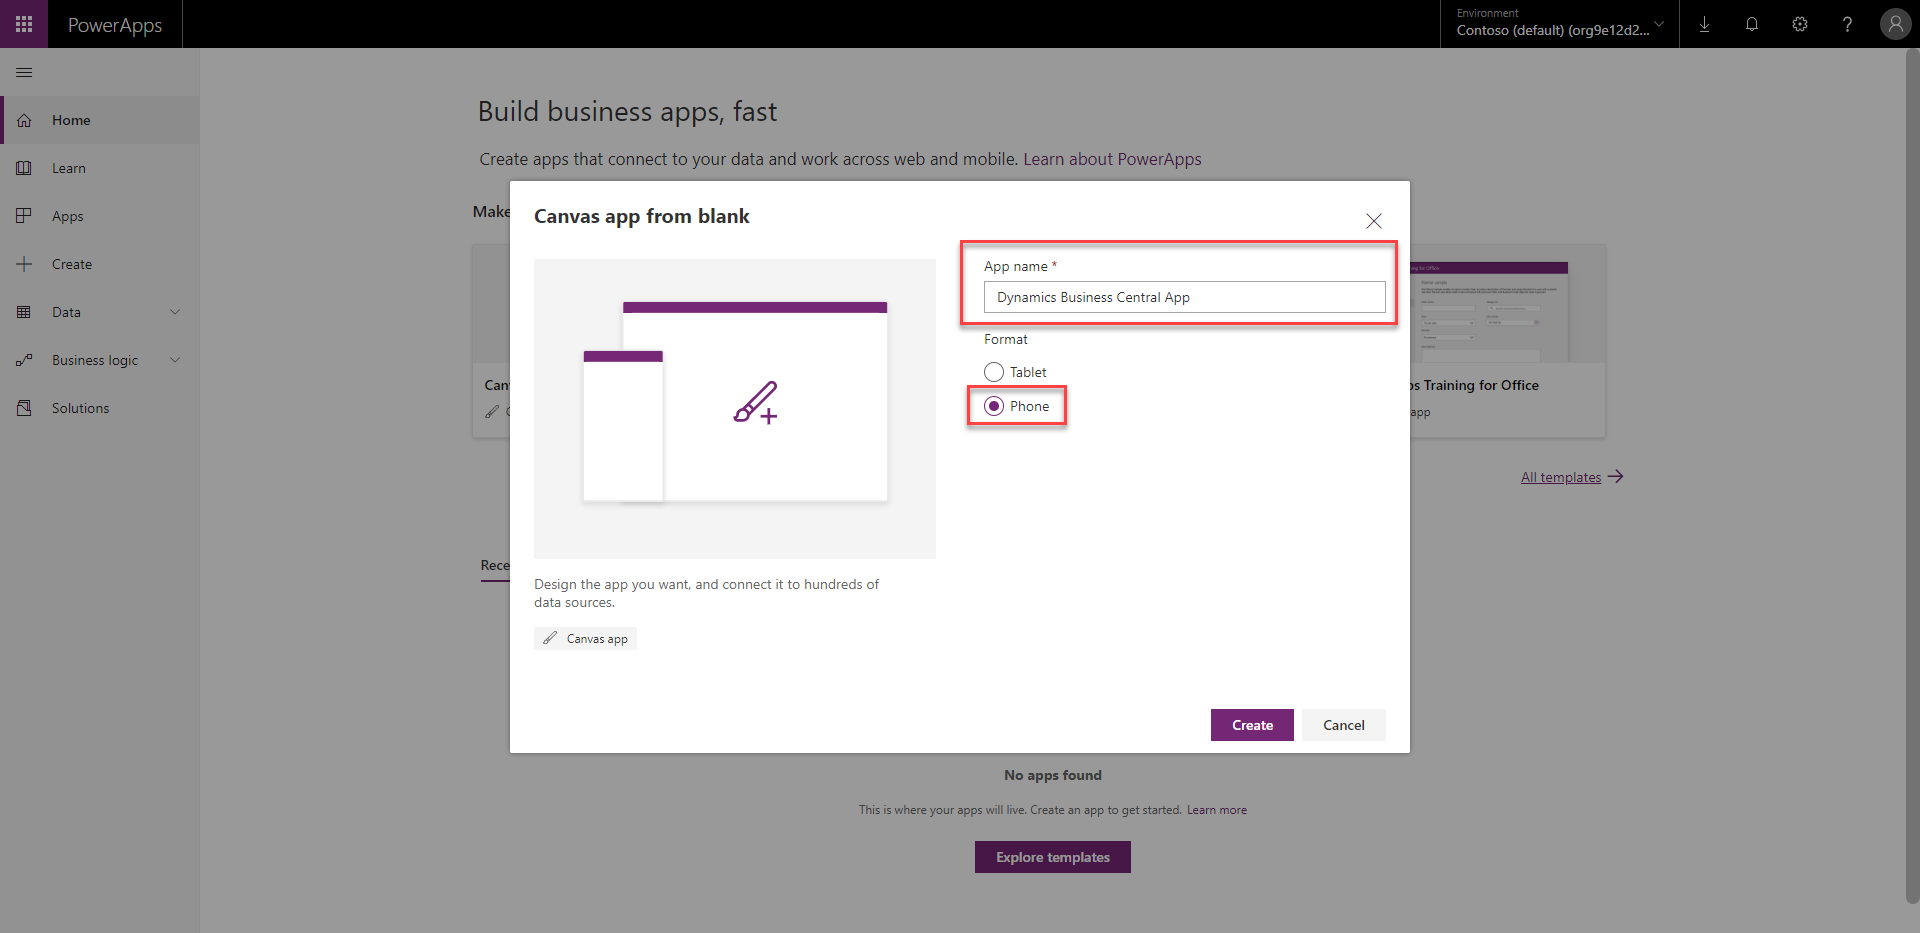 PowerApps
Environment
Contoso (default) (org9e12d2...
Home
Learn
Apps
Create
Data
Business logic
Solutions
Build business apps, fast
Create apps that connect to your data and work across web and mobile. Learn about PowerApps
Make
Canvas app from blank
App name *
Dynamics Business Central App
Format
Tablet
Phone
Design the app you want, and connect it to hundreds of
data sources.
Canvas app
Create
Cancel
Can
ps Training for Office
app
All templates
Rece
No apps found
This is where your apps will live. Create an app to get started. Learn more
Explore templates